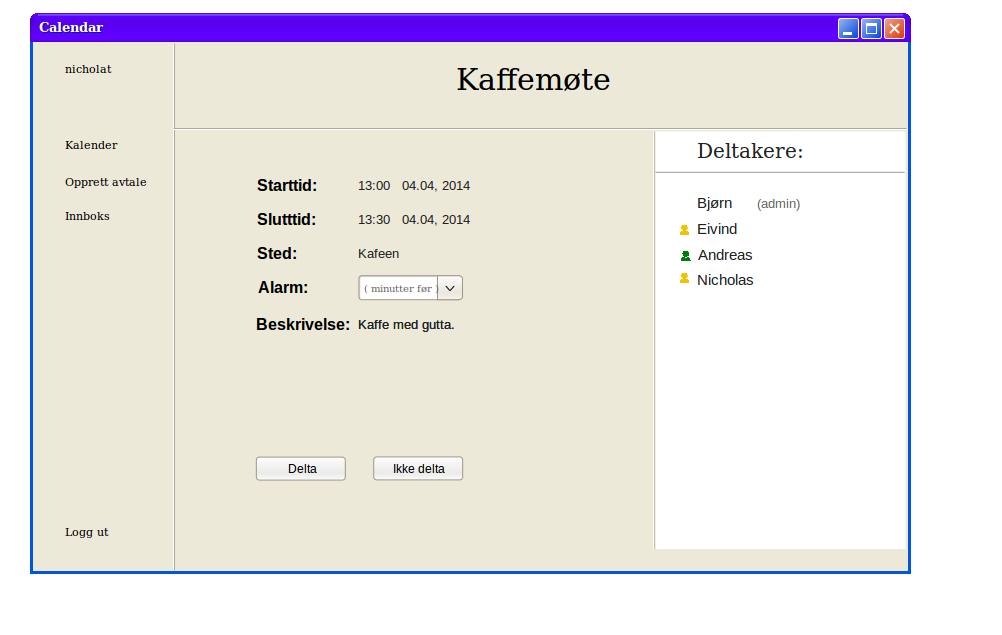 Calendar
nicholat
Kalender
Opprett avtale
Innboks
Logg ut
Kaffemøte
Starttid: 13:00 04.04, 2014
Slutttid: 13:30 04.04, 2014
Sted: Kafeen
Alarm: ( minutter før )
Beskrivelse: Kaffe med gutta.
Delta Ikke delta
Deltakere:
Bjørn (admin)
Eivind
Andreas
Nicholas